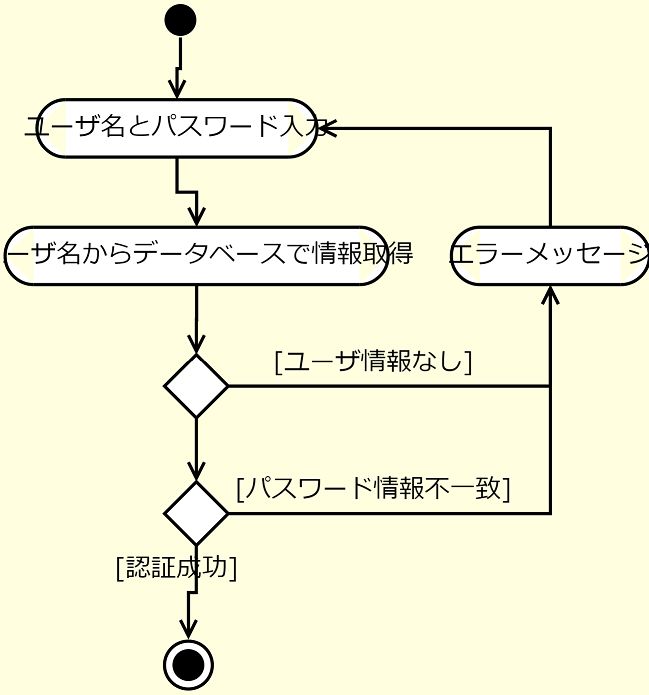 ユーザ名とパスワード入力
ーザ名からデータベースで情報取得
エラーメッセージ
[ユーザ情報なし]
[パスワード情報不一致]
[認証成功]